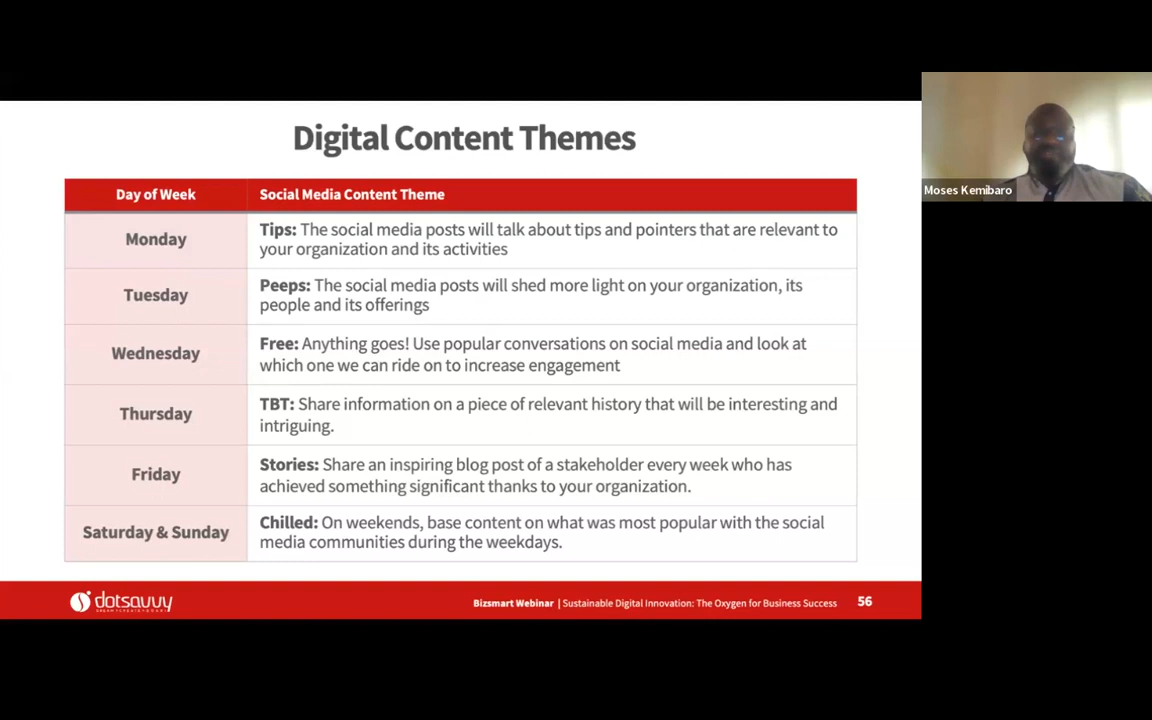 Digital Content Themes
Moses Kemibaro
Day of Week
Social Media Content Theme
Monday
Tips: The social media posts will talk about tips and pointers that are relevant to
your organization and its activities
Tuesday
Peeps: The social media posts will shed more light on your organization, its
people and its offerings
Wednesday
Free: Anything goes! Use popular conversations on social media and look at
which one we can ride on to increase engagement
Thursday
TBT: Share information on a piece of relevant history that will be interesting and
intriguing.
Friday
Stories: Share an inspiring blog post of a stakeholder every week who has
achieved something significant thanks to your organization.
Saturday & Sunday
Chilled: On weekends, base content on what was most popular with the social
media communities during the weekdays.
dotsavvy
Bizsmart Webinar | Sustainable Digital Innovation: The Oxygen for Business Success
56